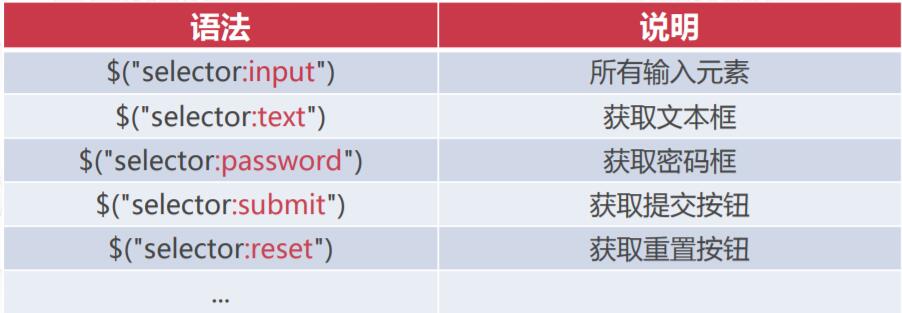 语法 说明
$("selector:input") 所有输入元素
$("selector:text") 获取文本框
$("selector:password") 获取密码框
$("selector:submit") 获取提交按钮
$("selector:reset") 获取重置按钮
...